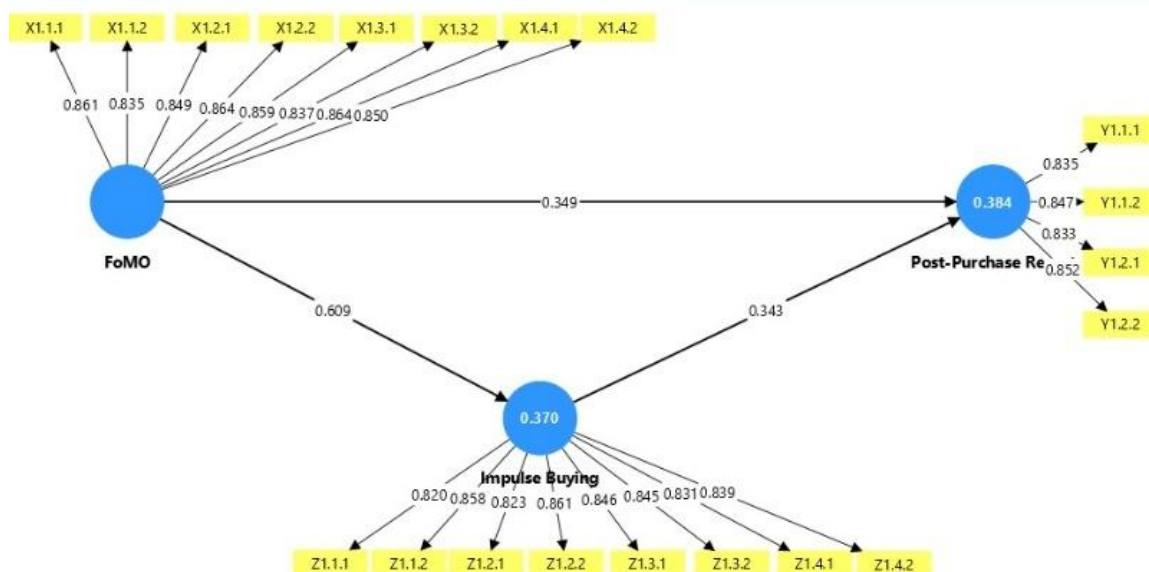 X1.1.1 X1.1.2 X1.2.1 X1.2.2 X1.3.1 X1.3.2 X1.4.1 X1.4.2
0.861 0.835 0.849 0.864 0.859 0.837 0.864 0.850
Y1.1.1
0.835
0.349 0.384 0.847 Y1.1.2
0.833
FoMO Post-Purchase Re 0.852 Y1.2.1
0.609 0.343 Y1.2.2
0.370
Impulse Buying
0.820 0.858 0.823 0.861 0.846 0.845 0.831 0.839
Z1.1.1 Z1.1.2 Z1.2.1 Z1.2.2 Z1.3.1 Z1.3.2 Z1.4.1 Z1.4.2